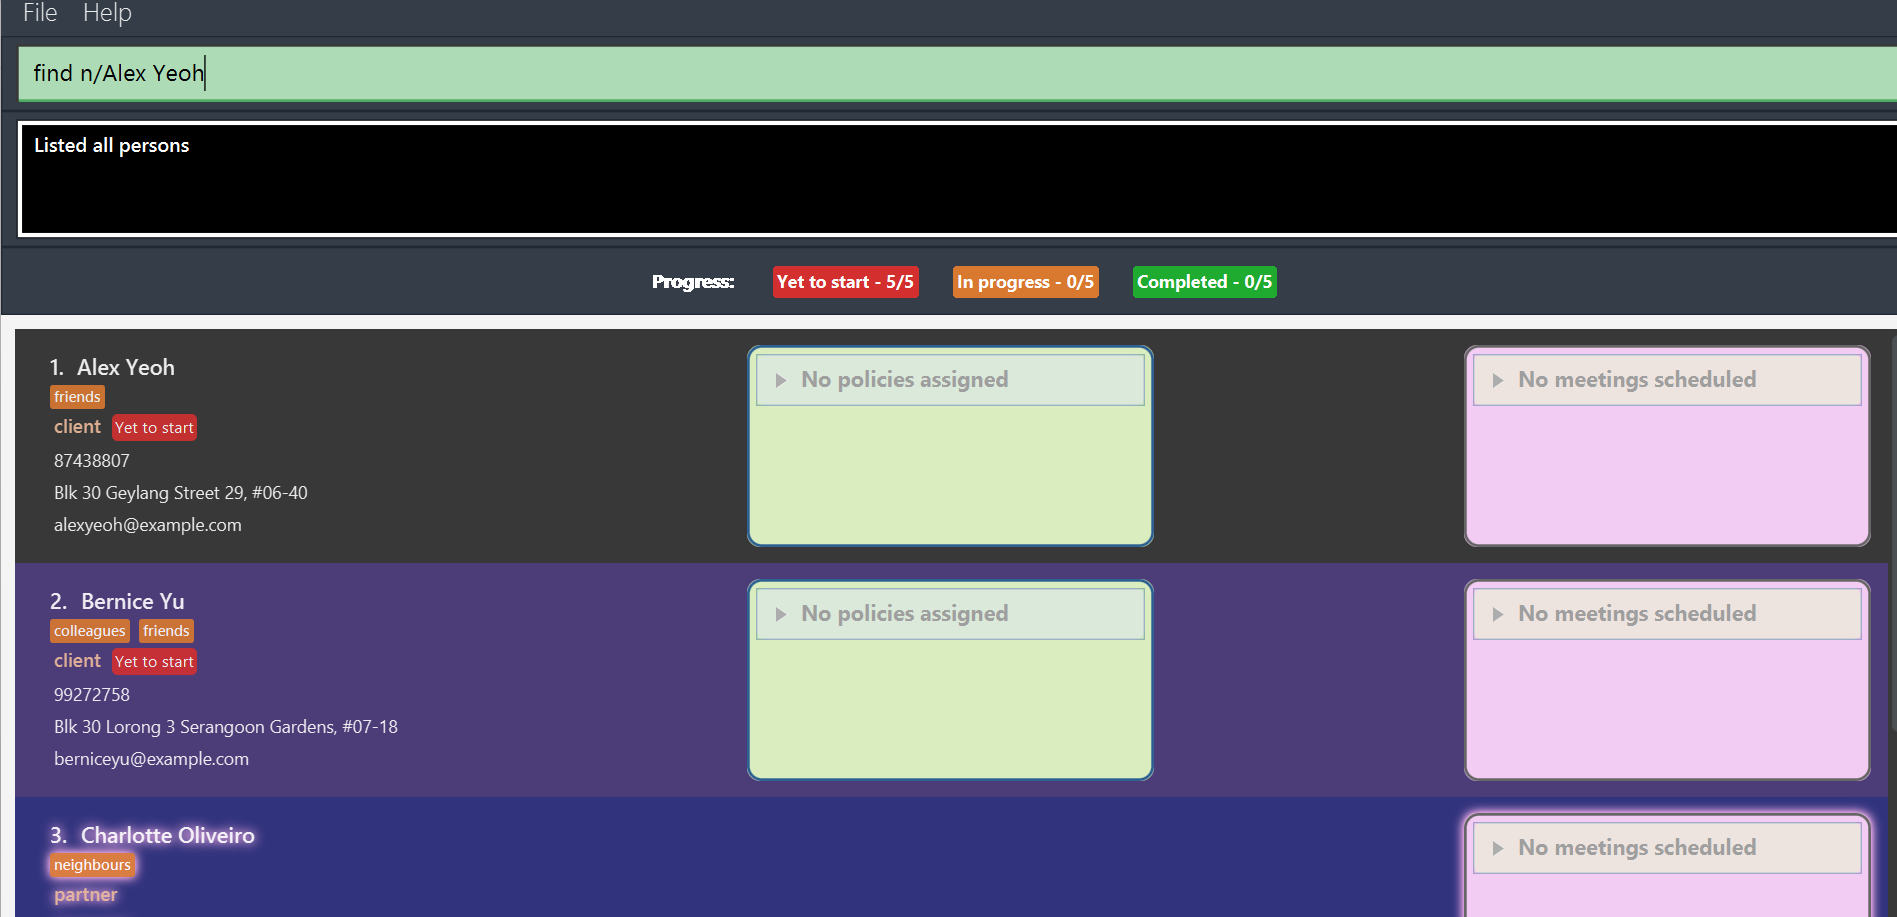 File Help
find n/Alex Yeoh
Listed all persons
Progress: Yet to start - 5/5 In progress - 0/5 Completed - 0/5
1. Alex Yeoh
friends
client Yet to start
87438807
Blk 30 Geylang Street 29, #06-40
alexyeoh@example.com
No policies assigned
No meetings scheduled
2. Bernice Yu
colleagues friends
client Yet to start
99272758
Blk 30 Lorong 3 Serangoon Gardens, #07-18
berniceyu@example.com
No policies assigned
No meetings scheduled
3. Charlotte Oliveiro
neighbours
partner
No meetings scheduled